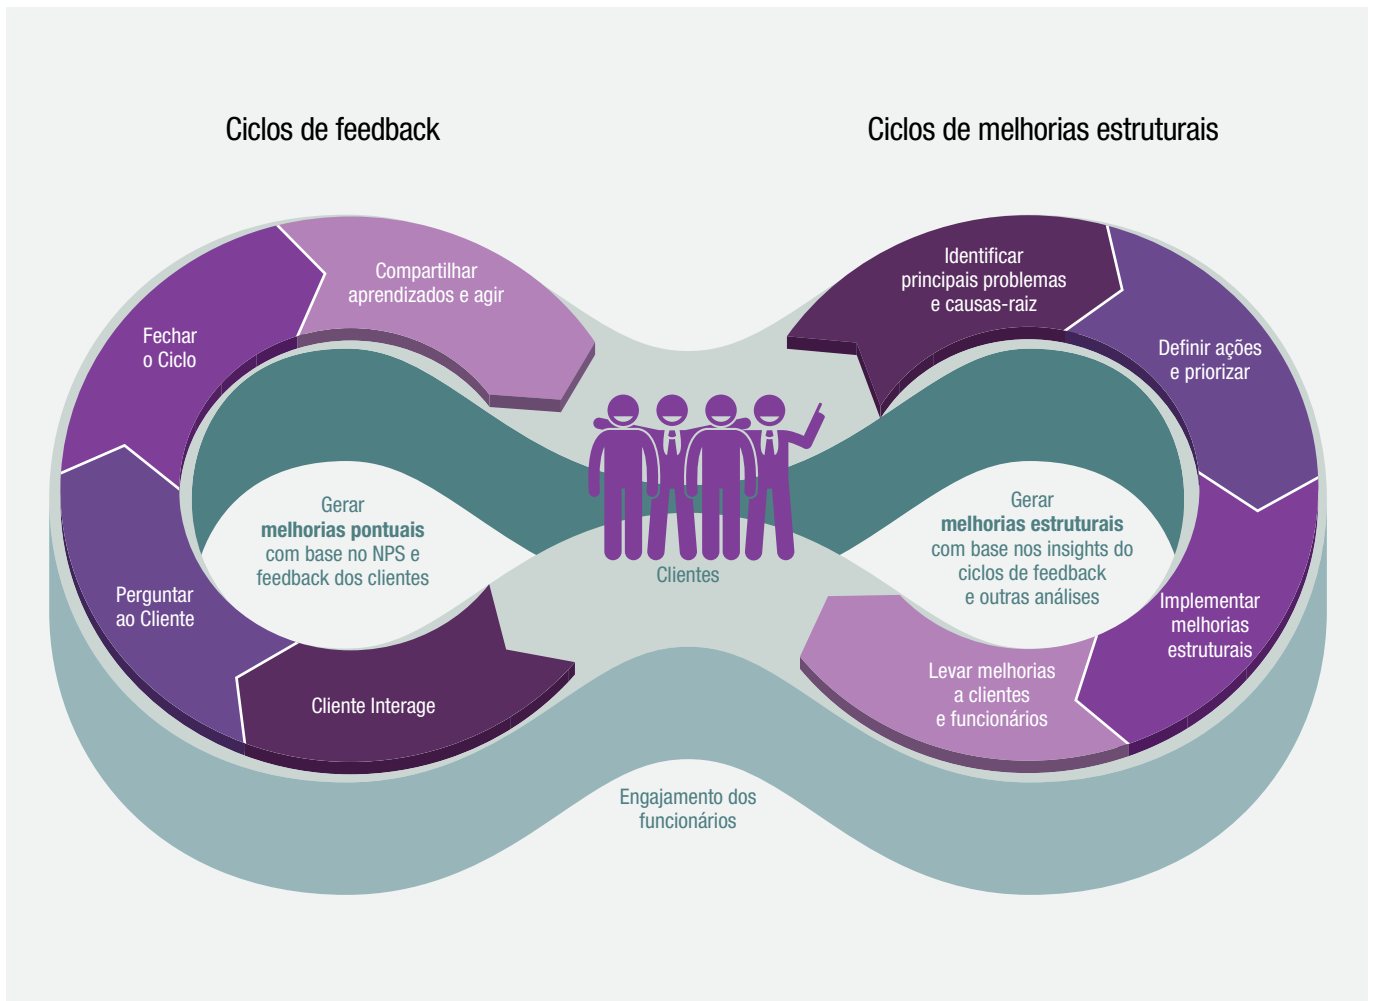 Ciclos de feedback
Compartilhar
aprendizados e agir
Fechar
o Ciclo
Perguntar
ao Cliente
Cliente Interage
Gerar
melhorias pontuais
com base no NPS e
feedback dos clientes
Clientes
Engajamento dos
funcionários
Ciclos de melhorias estruturais
Identificar
principais problemas
e causas-raiz
Definir ações
e priorizar
Implementar
melhorias
estruturais
Levar melhorias
a clientes
e funcionários
Gerar
melhorias estruturais
com base nos insights do
ciclos de feedback
e outras análises